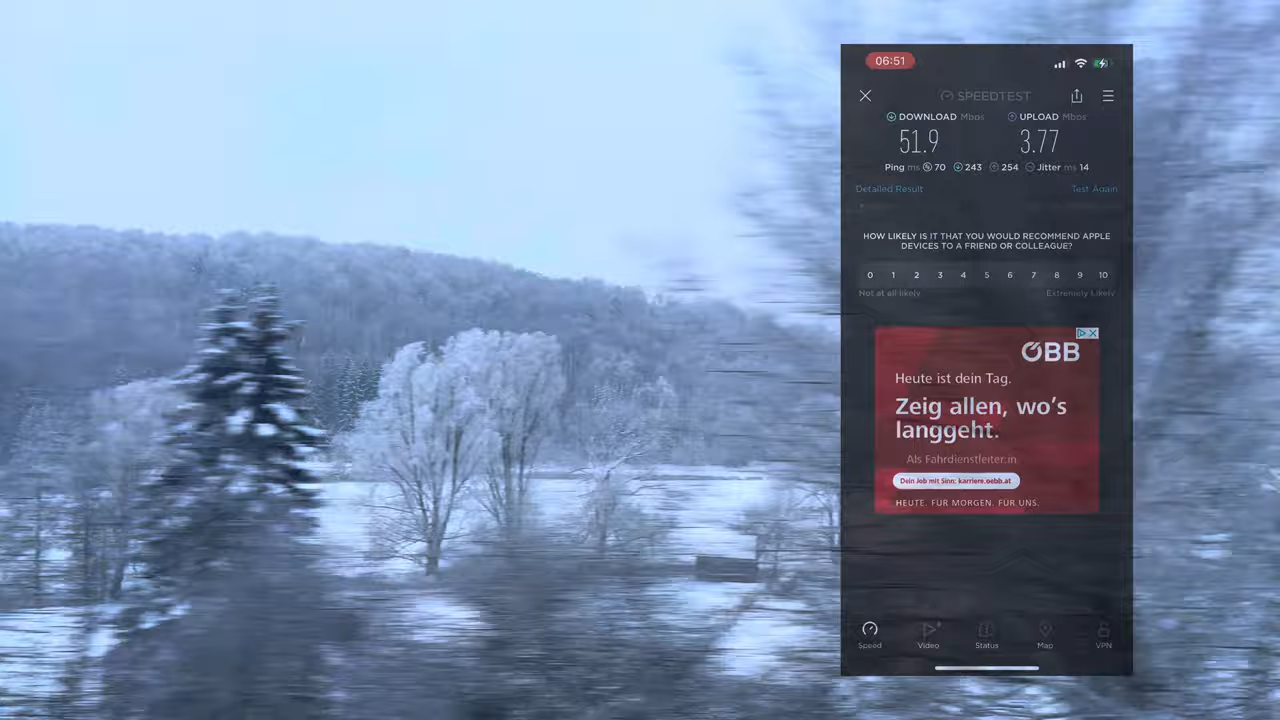 06:51
SPEEDTEST
DOWNLOAD Mbps
UPLOAD Mbps
51.9
3.77
Ping ms 70 243 254 Jitter ms 14
Detailed Result
Test Again
HOW LIKELY IS IT THAT YOU WOULD RECOMMEND APPLE
DEVICES TO A FRIEND OR COLLEAGUE?
0 1 2 3 4 5 6 7 8 9 10
Not at all likely
Extremely Likely
ÖBB
Heute ist dein Tag.
Zeig allen, wo's
langgeht.
Als Fahrdienstleiter:in
Dein Job mit Sinn: karriere.oebb.at
HEUTE. FÜR MORGEN. FÜR UNS.
Speed
Video
Status
Map
VPN